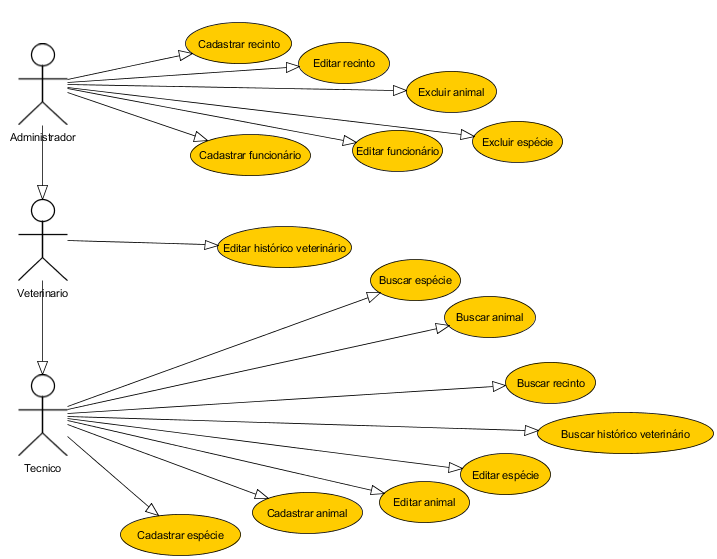 Cadastrar recinto
Editar recinto
Excluir animal
Administrador
Excluir espécie
Editar funcionário
Cadastrar funcionário
Editar histórico veterinário
Veterinario
Buscar espécie
Buscar animal
Buscar recinto
Buscar histórico veterinário
Tecnico
Editar espécie
Editar animal
Cadastrar animal
Cadastrar espécie